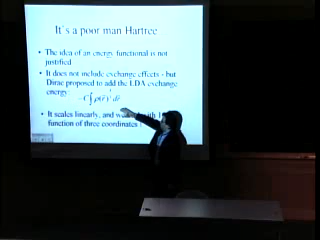 It's a poor man Hartree
• The idea of an energy functional is not
justified
• It does not include exchange effects - but
Dirac proposed to add the LDA exchange
energy:
• It scales linearly, and we
function of three coordinates